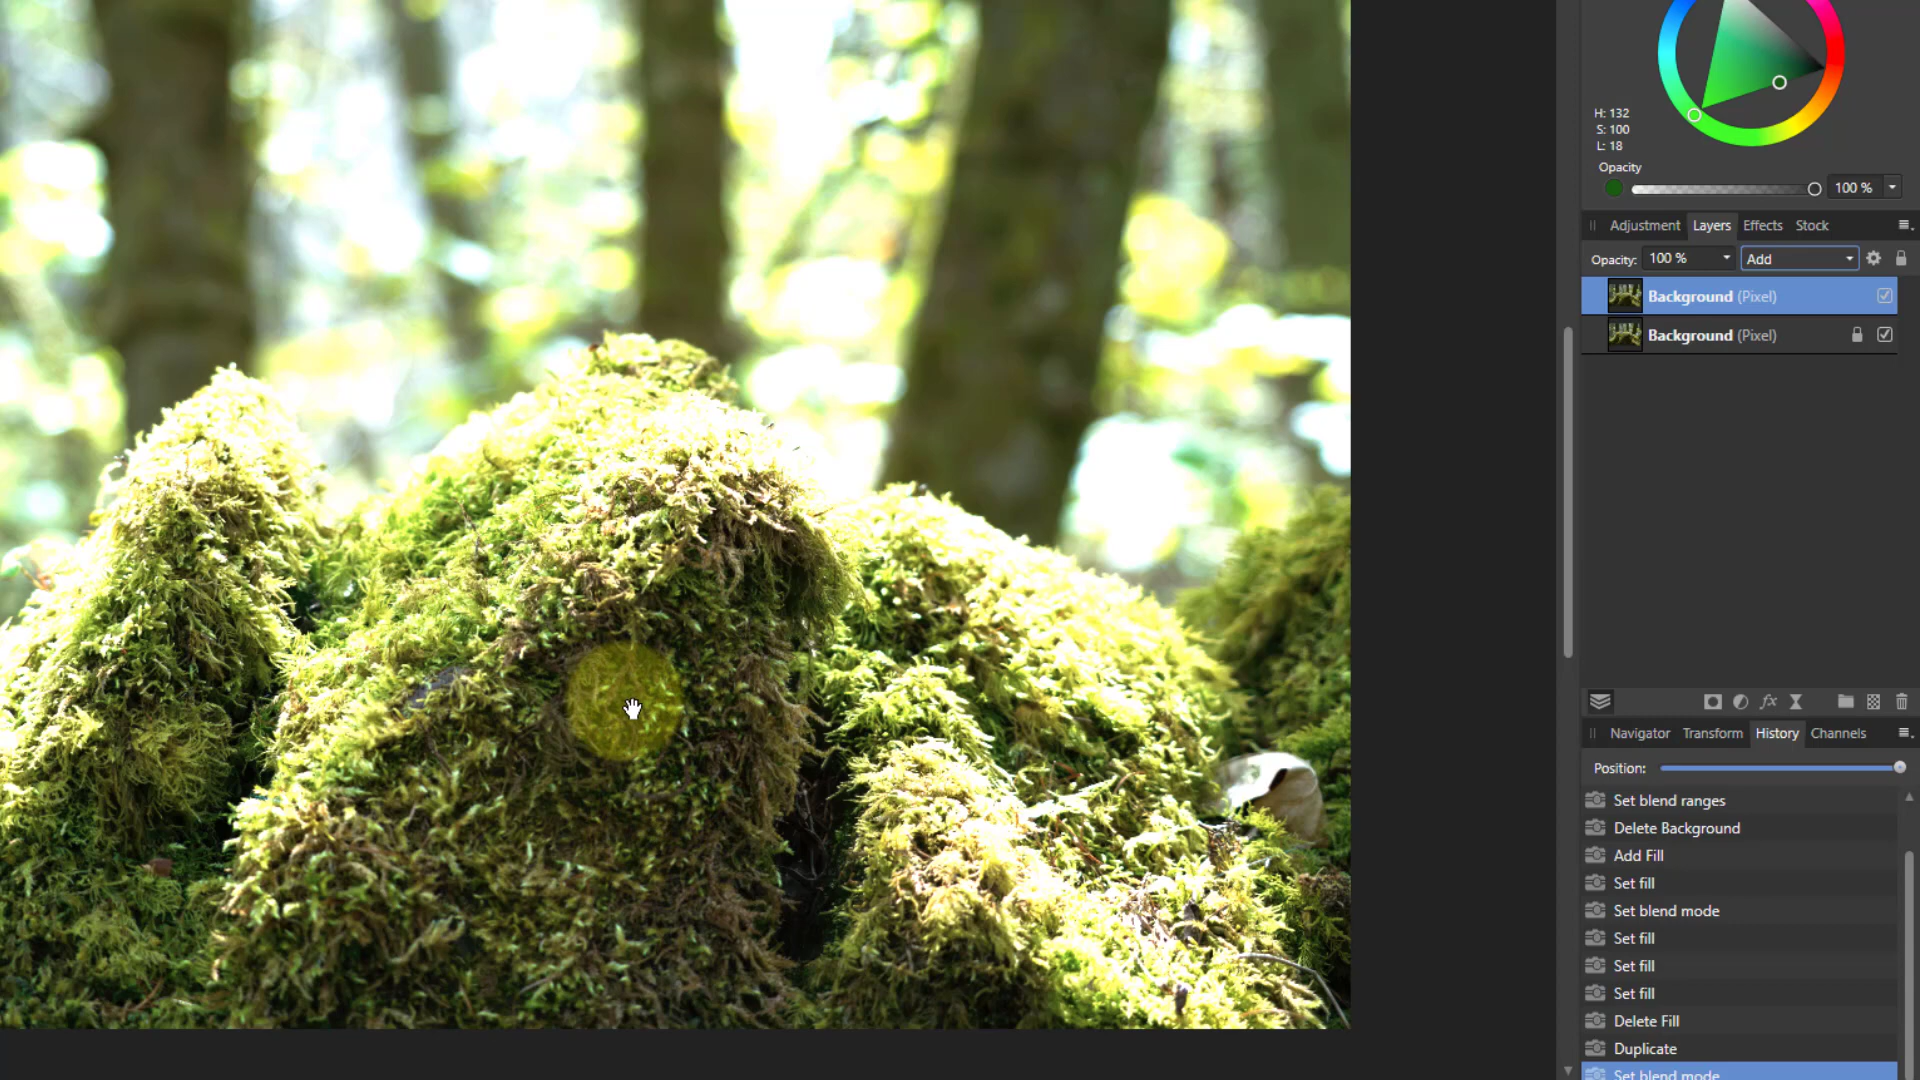 H: 132
S: 100
L: 18
Opacity
100 %
Adjustment Layers Effects Stock
Opacity: 100 % Add
Background (Pixel)
Background (Pixel)
fx
Navigator Transform History Channels
Position:
Set blend ranges
Delete Background
Add Fill
Set fill
Set blend mode
Set fill
Set fill
Set fill
Delete Fill
Duplicate
Set blend mode